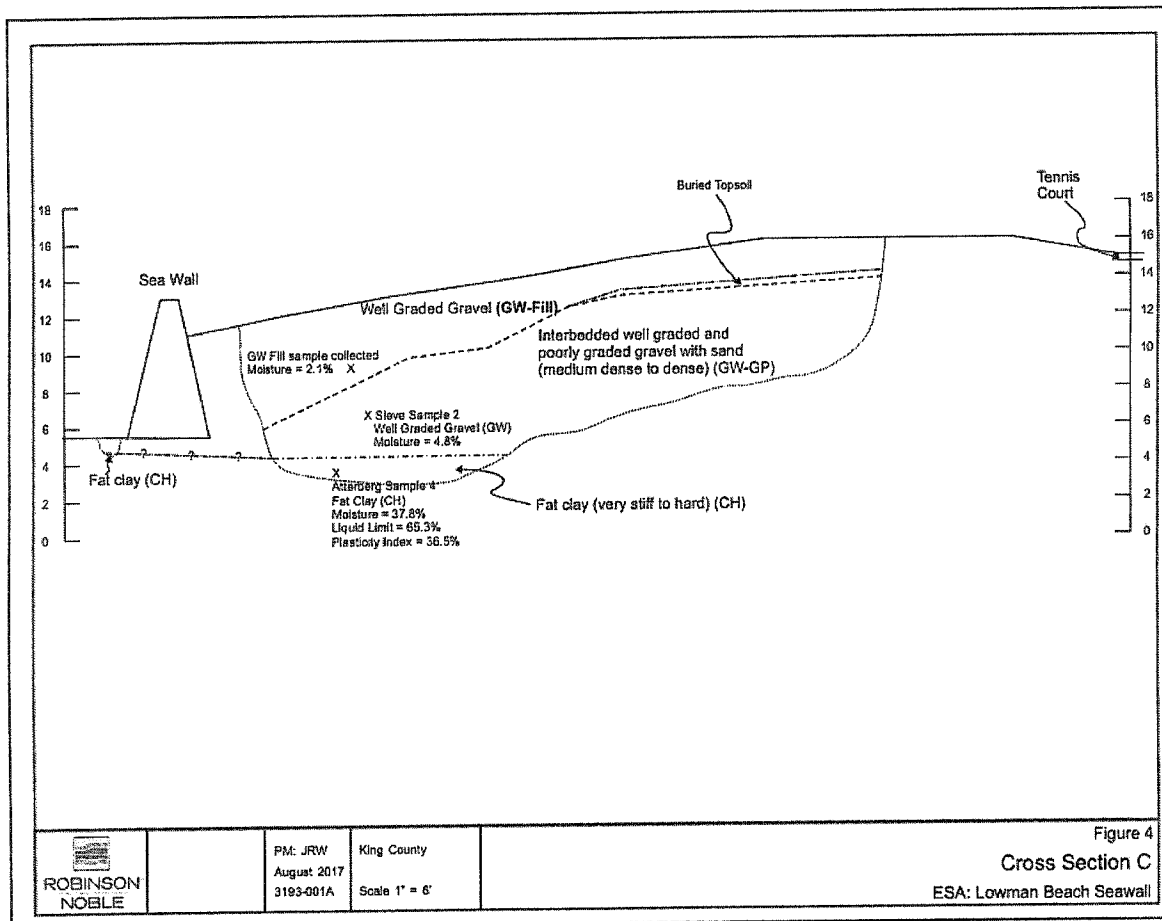 Buried Topsoil
Tennis
Court
18
16
14
12
10
8
6
4
2
0
18
16
14
12
10
8
6
4
2
0
Sea Wall
Well Graded Gravel (GW-Fill)
GW Fill sample collected
Moisture = 2.1% X
Interbedded well graded and
poorly graded gravel with sand
(medium dense to dense) (GW-GP)
X Sieve Sample 2
Well Graded Gravel (GW)
Moisture = 4.8%
? ? ? ?
Fat clay (CH)
X
Atterberg Sample 4
Fat Clay (CH)
Moisture = 37.8%
Liquid Limit = 65.3%
Plasticity Index = 36.5%
Fat clay (very stiff to hard) (CH)
ROBINSON
NOBLE
PM: JRW
August 2017
3193-001A
King County
Scale 1" = 6'
Figure 4
Cross Section C
ESA: Lowman Beach Seawall